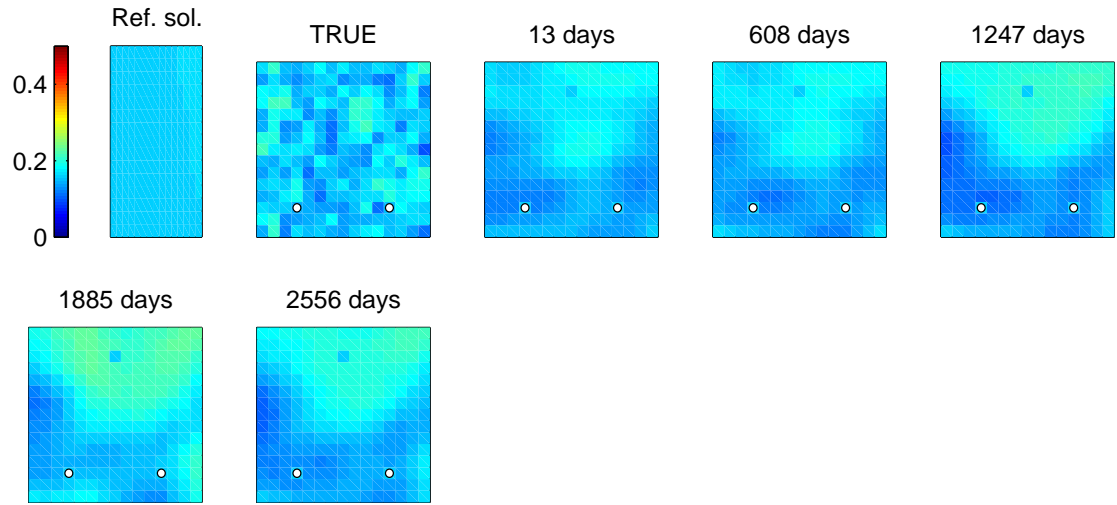 Ref. sol.
TRUE
13 days
608 days
1247 days
0.4
0.2
0
1885 days
2556 days